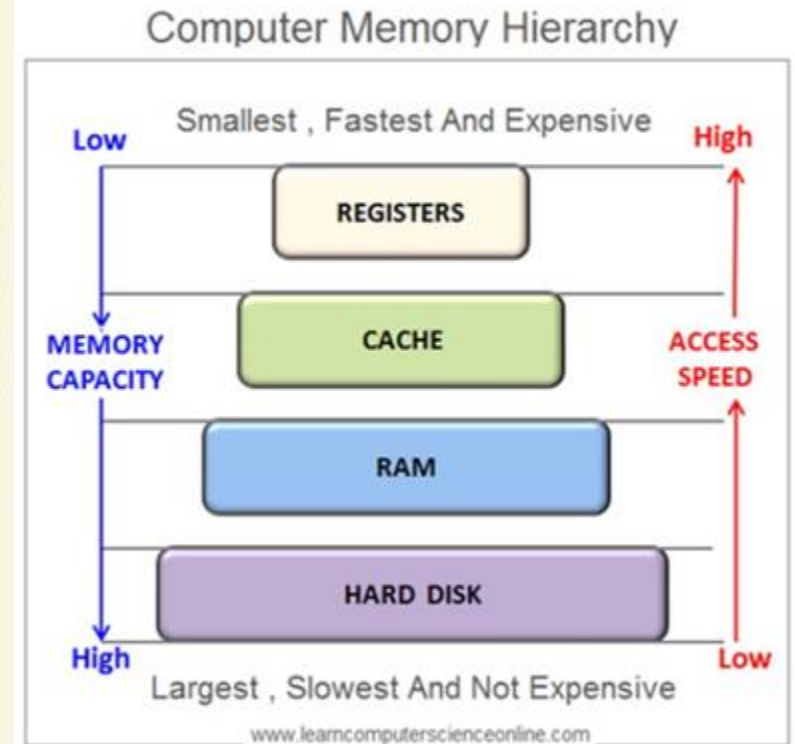 Computer Memory Hierarchy
Smallest , Fastest And Expensive
Low
High
REGISTERS
CACHE
MEMORY
CAPACITY
ACCESS
SPEED
RAM
HARD DISK
High
Low
Largest , Slowest And Not Expensive
www.learncomputerscienceonline.com